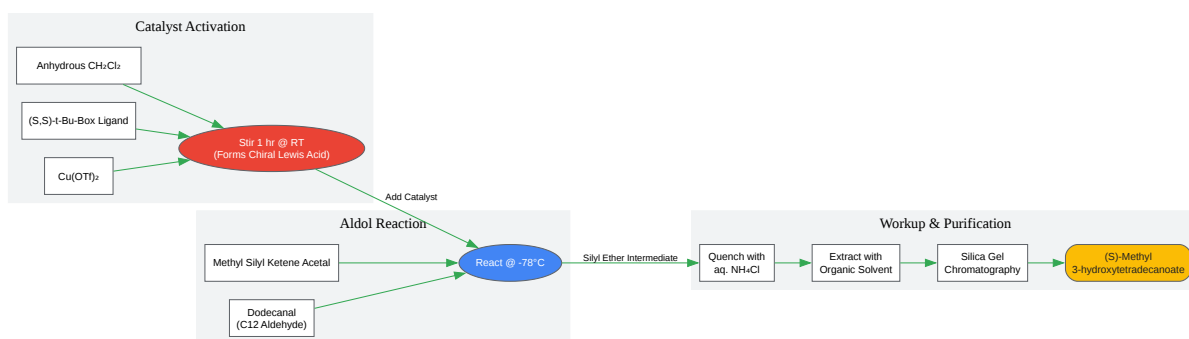 Catalyst Activation
Anhydrous CH₂Cl₂
(S,S)-t-Bu-Box Ligand
Cu(OTf)₂
Stir 1 hr @ RT
(Forms Chiral Lewis Acid)
Add Catalyst
Aldol Reaction
Methyl Silyl Ketene Acetal
Dodecanal
(C12 Aldehyde)
React @ -78°C
Silyl Ether Intermediate
Workup & Purification
Quench with
aq. NH₄Cl
Extract with
Organic Solvent
Silica Gel
Chromatography
(S)-Methyl
3-hydroxytetradecanoate